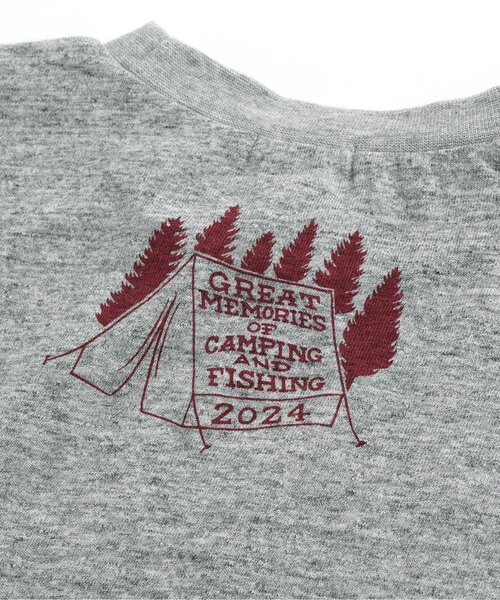 GREAT
MEMORIES
OF
CAMPING
AND
FISHING
2024